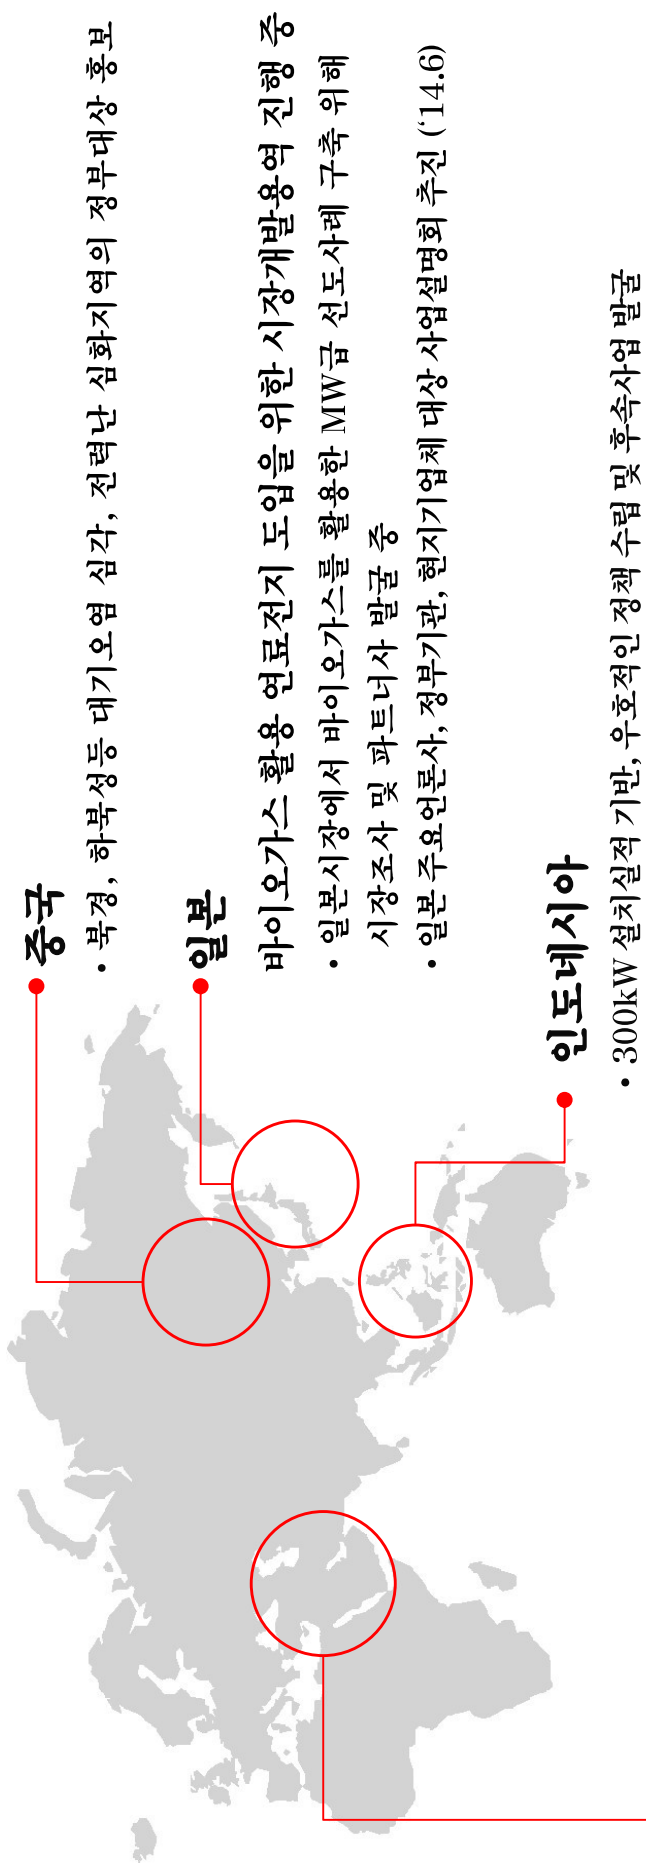 중국
• 북경, 하북성등 대기오염 심각, 전력난 심화지역의 정부대상 홍보
일본
바이오가스 활용 연료전지 도입을 위한 시장개발용역 진행 중
• 일본시장에서 바이오가스를 활용한 MW급 선도사례 구축 위해
시장조사 및 파트너사 발굴 중
• 일본 주요언론사, 정부기관, 현지기업체 대상 사업설명회 추진 (‘14.6)
인도네시아
• 300kW 설치실적 기반, 우호적인 정책 수립 및 후속사업 발굴